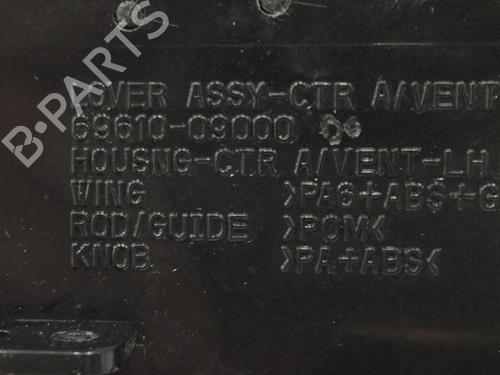 B-PARTS
COVER ASSY-CTR A/VENT
69610-09000
HOUSNG-CTR A/VENT-LH
WING >PA6+ABS+G
ROD/GUIDE >POM<
KNOB >PA+ABS<